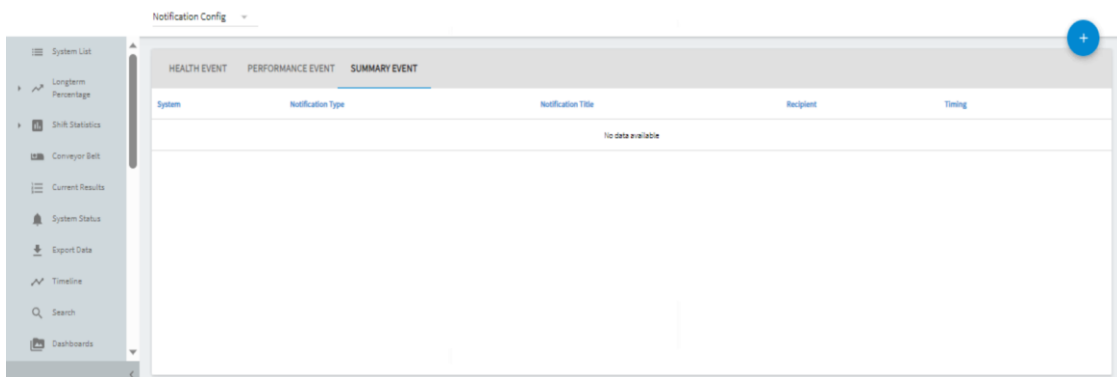 Notification Config
System List
Longterm
Percentage
Shift Statistics
Conveyor Belt
Current Results
System Status
Export Data
Timeline
Search
Dashboards
HEALTH EVENT PERFORMANCE EVENT SUMMARY EVENT
System Notification Type Notification Title Recipient Timing
No data available